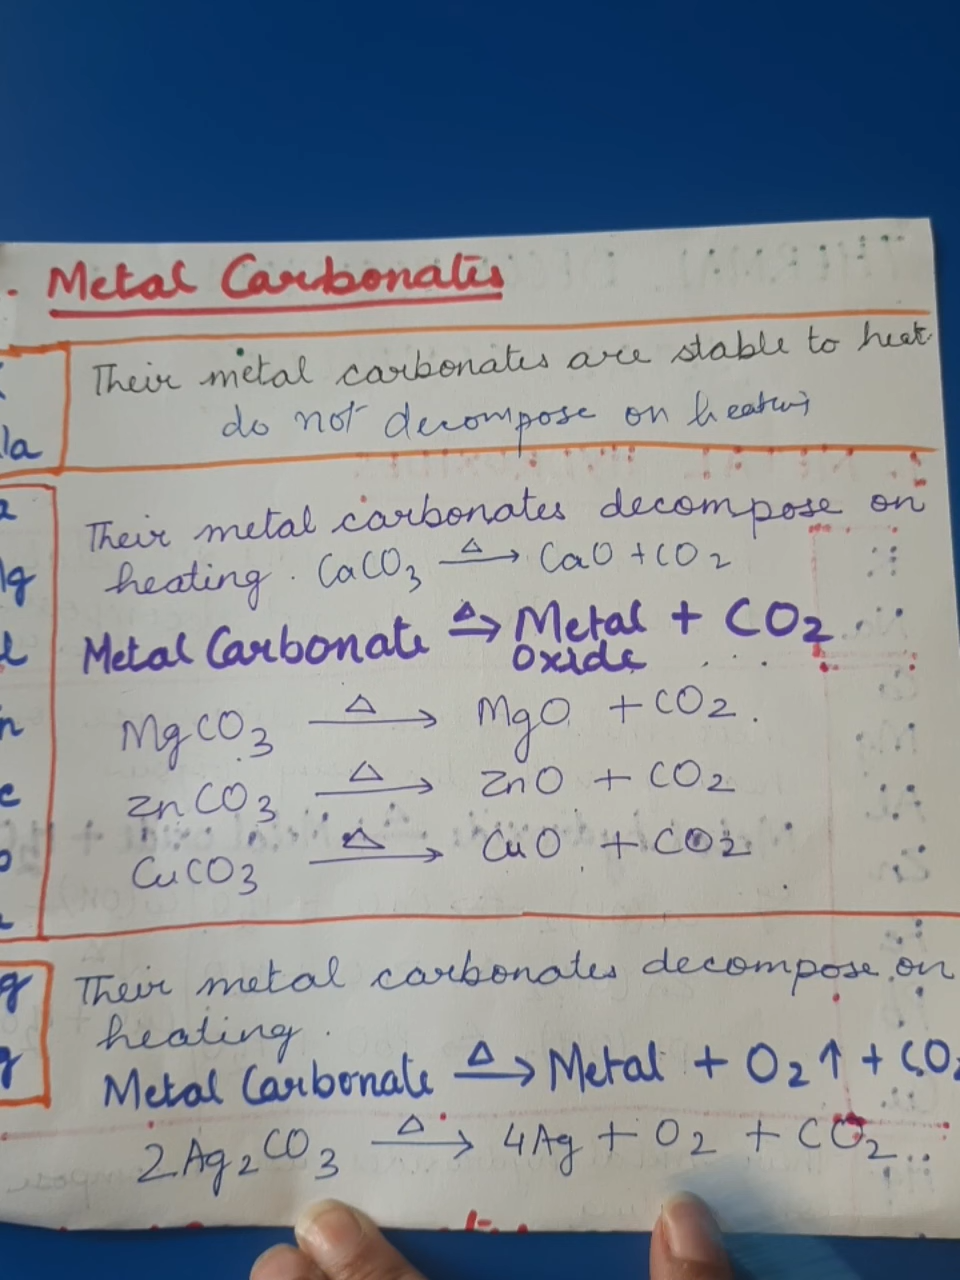 . Metal Carbonates
Their metal carbonates are stable to heat.
la
do not decompose on heating
Their metal carbonates decompose on
heating. CaCO3 Δ→ CaO + CO2
Metal Carbonate Δ→ Metal + CO2
Oxide
MgCO3 Δ→ MgO + CO2.
ZnCO3 Δ→ ZnO + CO2
CuCO3 Δ→ CuO + CO2
g
Their metal carbonates decompose on
heating.
g
Metal Carbonate Δ→ Metal + O2↑ + CO2
2Ag2CO3 Δ→ 4Ag + O2 + CO2